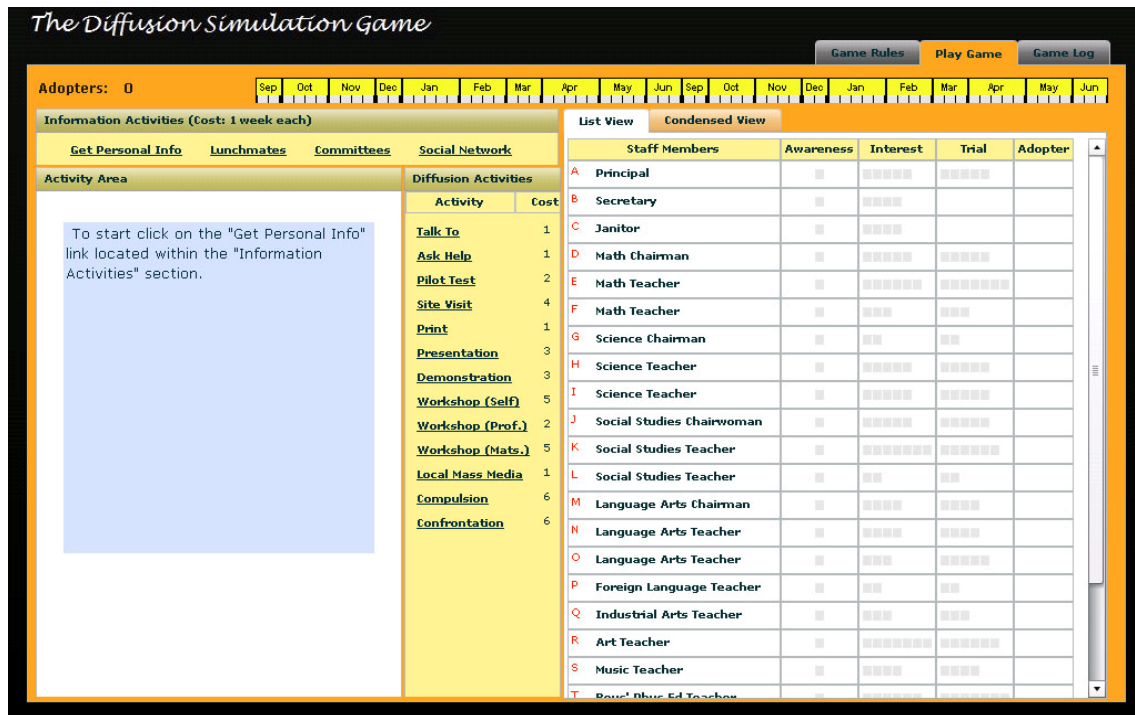 The Diffusion Simulation Game
Game Rules Play Game Game Log
Adopters: 0
Sep Oct Nov Dec Jan Feb Mar Apr May Jun Sep Oct Nov Dec Jan Feb Mar Apr May Jun
Information Activities (Cost: 1 week each)
Get Personal Info Lunchmates Committees Social Network
Activity Area
To start click on the "Get Personal Info"
link located within the "Information
Activities" section.
Diffusion Activities
Activity Cost
Talk To 1
Ask Help 1
Pilot Test 2
Site Visit 4
Print 1
Presentation 3
Demonstration 3
Workshop (Self) 5
Workshop (Prof.) 2
Workshop (Mats.) 5
Local Mass Media 1
Compulsion 6
Confrontation 6
List View Condensed View
Staff Members Awareness Interest Trial Adopter
A Principal
B Secretary
C Janitor
D Math Chairman
E Math Teacher
F Math Teacher
G Science Chairman
H Science Teacher
I Science Teacher
J Social Studies Chairwoman
K Social Studies Teacher
L Social Studies Teacher
M Language Arts Chairman
N Language Arts Teacher
O Language Arts Teacher
P Foreign Language Teacher
Q Industrial Arts Teacher
R Art Teacher
S Music Teacher
T Boys' Phys Ed Teacher